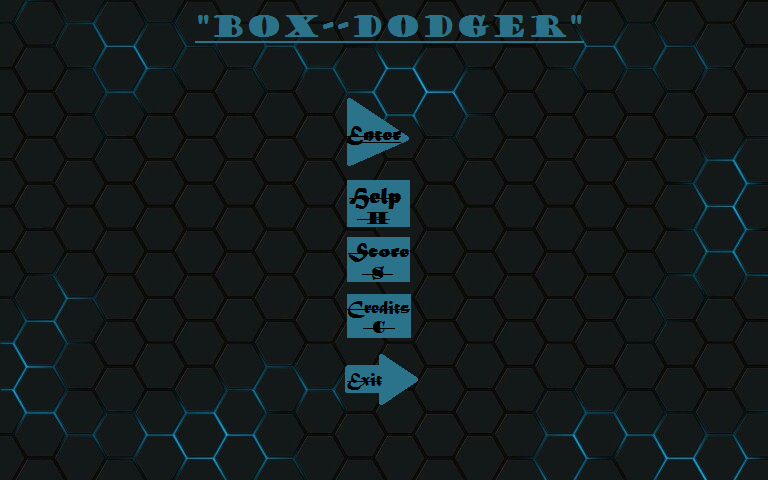 "BOX--DODGER"
Enter
Help
-H-
Score
-S-
Credits
-C-
Exit